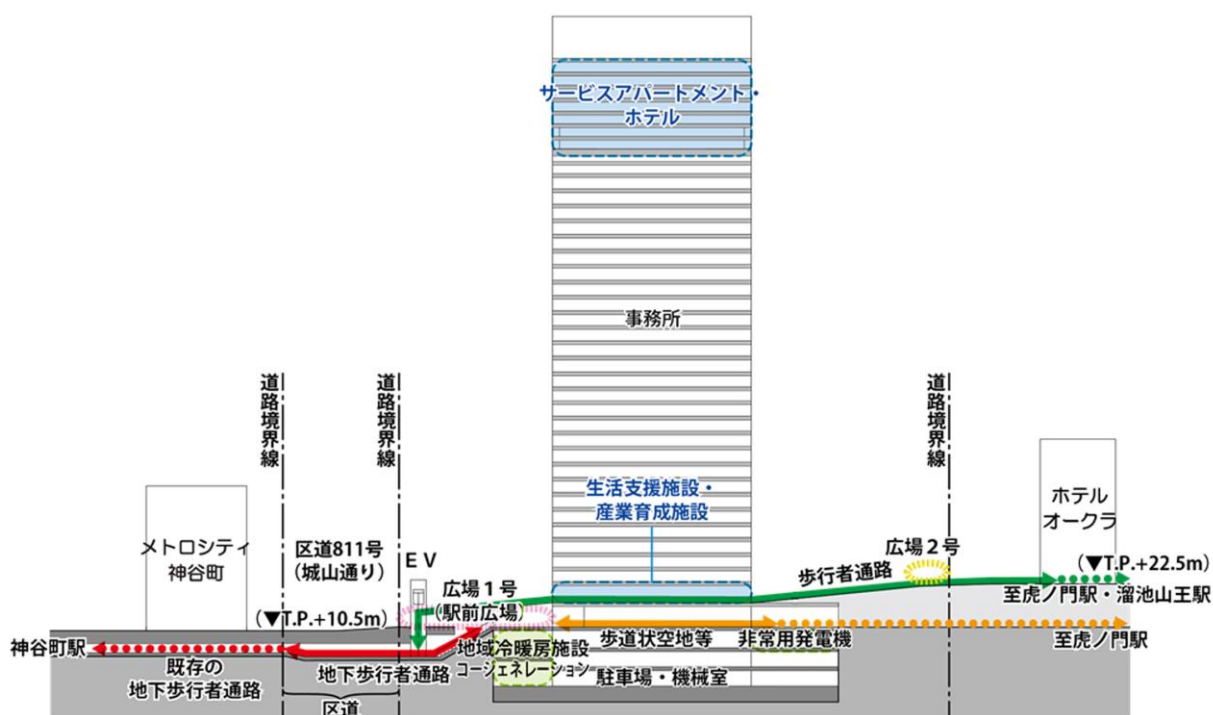 サービスアパートメント・
ホテル
事務所
道路境界線
道路境界線
道路境界線
生活支援施設・
産業育成施設
ホテル
オークラ
メトロシティ
神谷町
区道811号
(城山通り)
EV
広場1号
(駅前広場)
広場2号
歩行者通路
(▼T.P.+22.5m)
至虎ノ門駅・溜池山王駅
(▼T.P.+10.5m)
神谷町駅
既存の
地下歩行者通路
地下歩行者通路
区道
地域冷暖房施設
コージェネレーション
歩道状空地等
非常用発電機
至虎ノ門駅
駐車場・機械室